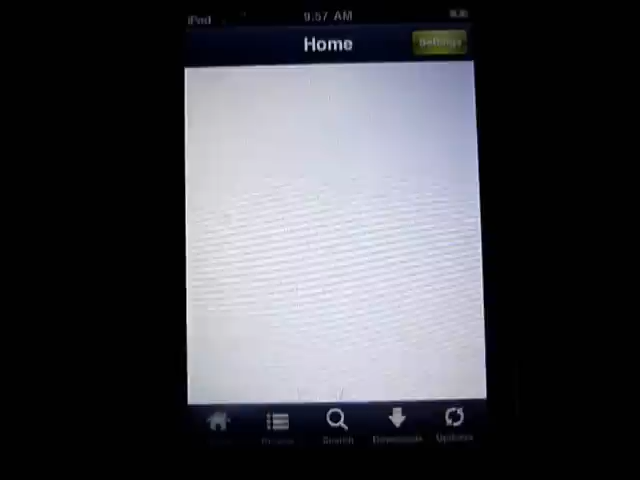 iPod
9:57 AM
Home
Settings
Search
Downloads
Updates